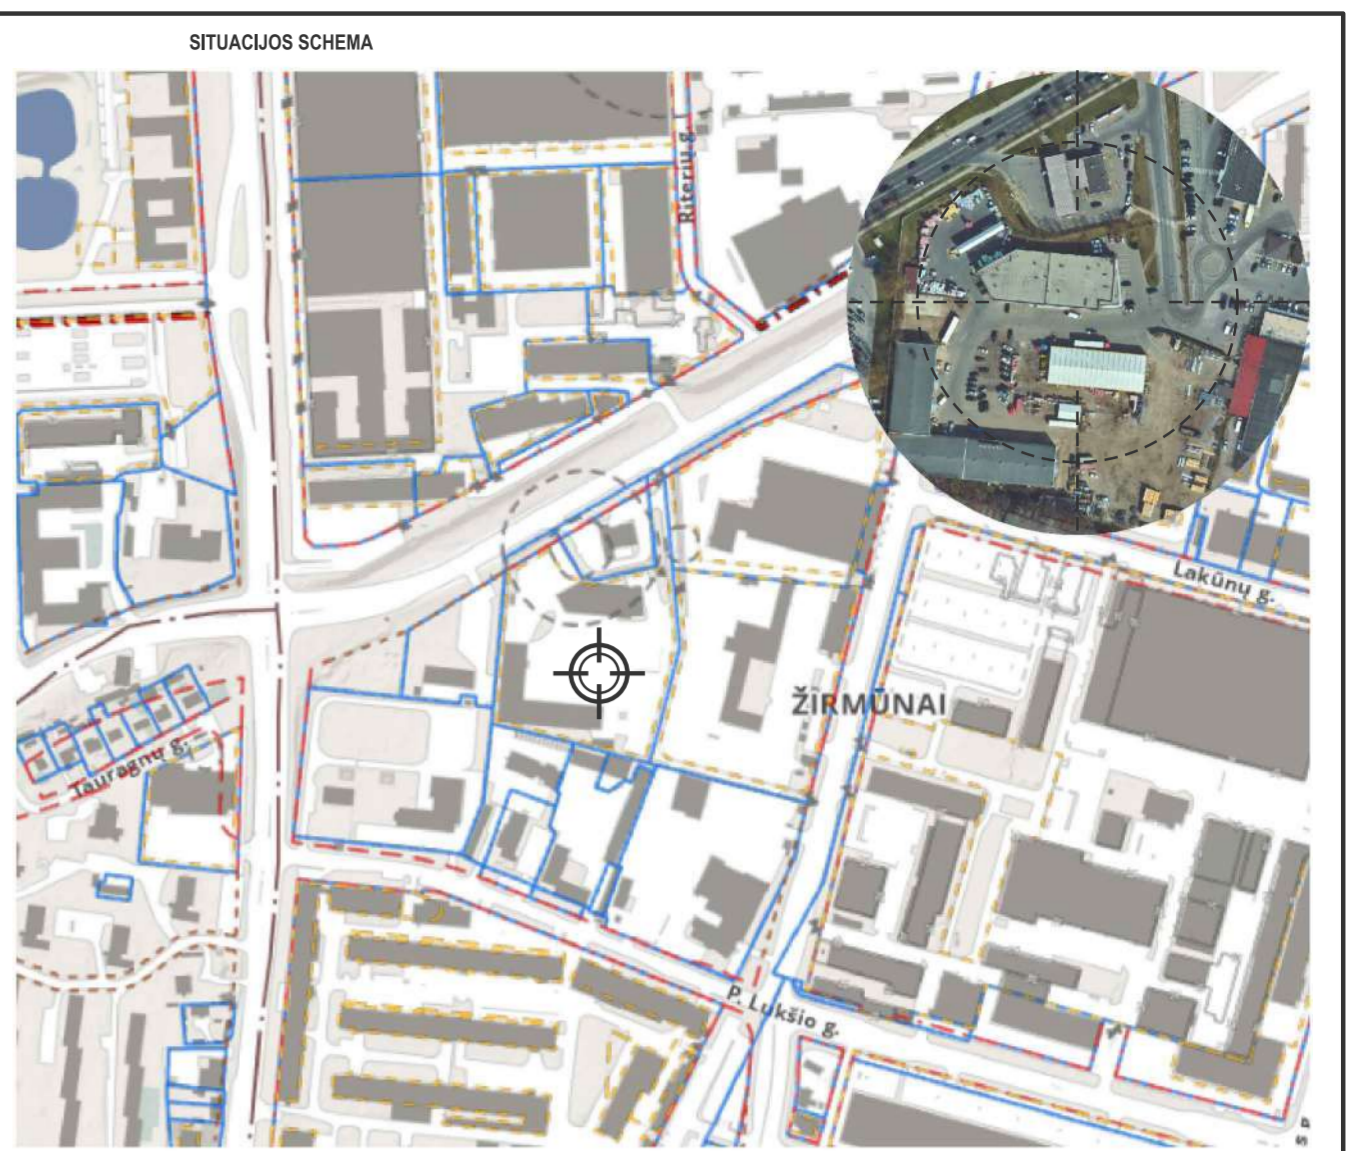 SITUACIJOS SCHEMA
Riterių g.
Lakūnų g.
ŽIRMŪNAI
Tauragnų g.
P. Lukšio g.